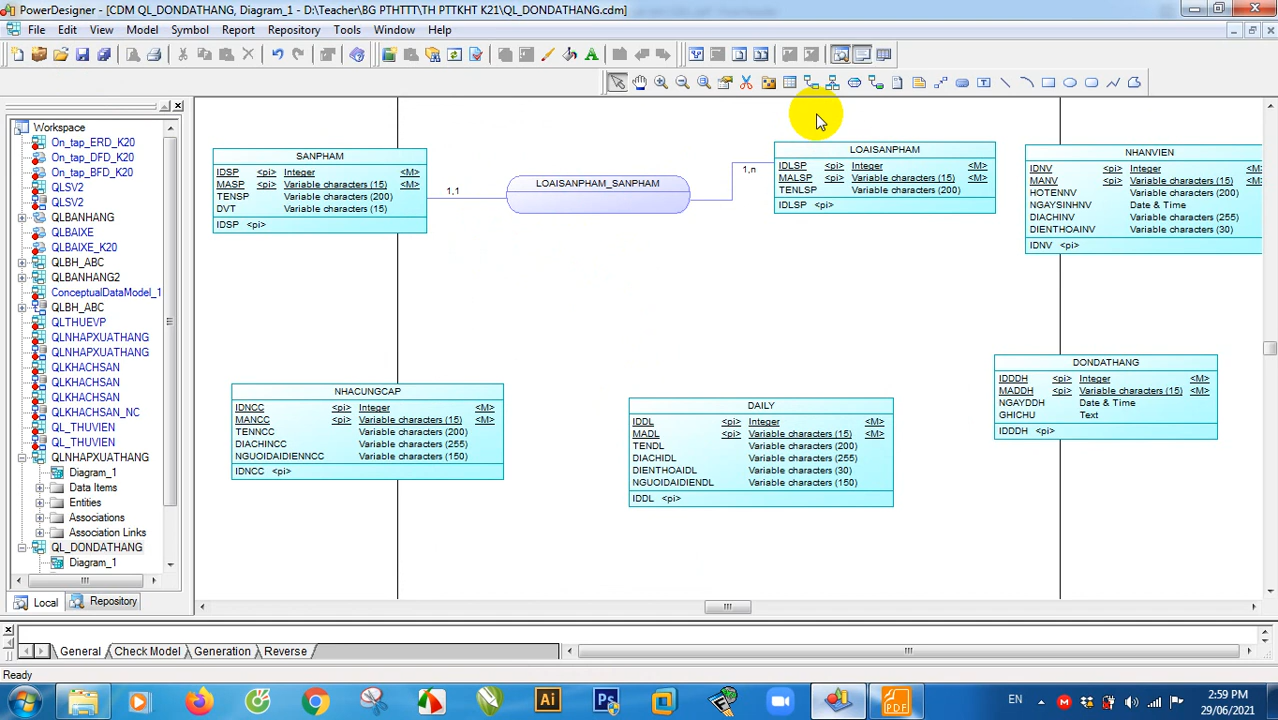 PowerDesigner - [CDM QL_DONDATHANG, Diagram_1 - D:\Teacher\BG PTHTTT\TH PTTKHT K21\QL_DONDATHANG.cdm]
File Edit View Model Symbol Report Repository Tools Window Help
Workspace
On_tap_ERD_K20
On_tap_DFD_K20
On_tap_BFD_K20
QLSV2
QLSV2
QLBANHANG
QLBAIXE
QLBAIXE_K20
QLBH_ABC
QLBANHANG2
ConceptualDataModel_1
QLBH_ABC
QLTHUEVP
QLNHAPXUATHANG
QLNHAPXUATHANG
QLKHACHSAN
QLKHACHSAN
QLKHACHSAN
QLKHACHSAN_NC
QL_THUVIEN
QL_THUVIEN
QLNHAPXUATHANG
Diagram_1
Data Items
Entities
Associations
Association Links
QL_DONDATHANG
Diagram_1
Local Repository
SANPHAM
IDSP <pi> Integer <M>
MASP <pi> Variable characters (15) <M>
TENSP Variable characters (200)
DVT Variable characters (15)
IDSP <pi>
1,1
LOAISANPHAM_SANPHAM
1,n
LOAISANPHAM
IDLSP <pi> Integer <M>
MALSP <pi> Variable characters (15) <M>
TENLSP Variable characters (200)
IDLSP <pi>
NHANVIEN
IDNV <pi> Integer <M>
MANV <pi> Variable characters (15) <M>
HOTENNV Variable characters (200)
NGAYSINHNV Date & Time
DIACHINV Variable characters (255)
DIENTHOAINV Variable characters (30)
IDNV <pi>
NHACUNGCAP
IDNCC <pi> Integer <M>
MANCC <pi> Variable characters (15) <M>
TENNCC Variable characters (200)
DIACHINCC Variable characters (255)
NGUOIDAIDIENNCC Variable characters (150)
IDNCC <pi>
DAILY
IDDL <pi> Integer <M>
MADL <pi> Variable characters (15) <M>
TENDL Variable characters (200)
DIACHIDL Variable characters (255)
DIENTHOAIDL Variable characters (30)
NGUOIDAIDIENDL Variable characters (150)
IDDL <pi>
DONDATHANG
IDDDH <pi> Integer <M>
MADDH <pi> Variable characters (15) <M>
NGAYDDH Date & Time
GHICHU Text
IDDDH <pi>
General Check Model Generation Reverse
Ready
EN
2:59 PM
29/06/2021